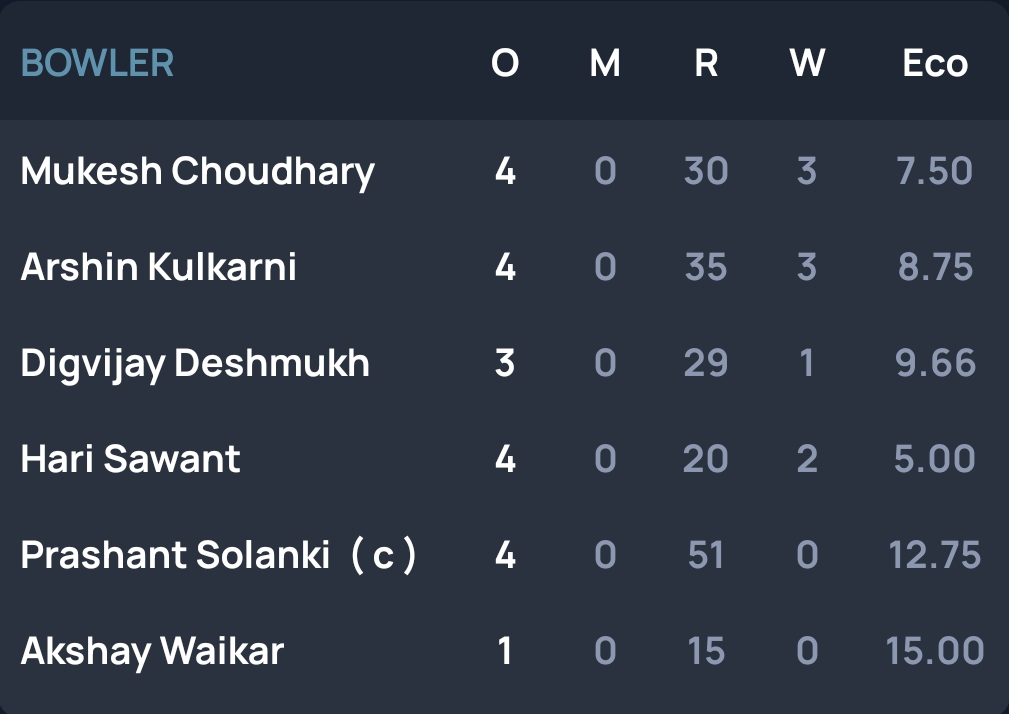 BOWLER O M R W Eco
Mukesh Choudhary 4 0 30 3 7.50
Arshin Kulkarni 4 0 35 3 8.75
Digvijay Deshmukh 3 0 29 1 9.66
Hari Sawant 4 0 20 2 5.00
Prashant Solanki ( c ) 4 0 51 0 12.75
Akshay Waikar 1 0 15 0 15.00